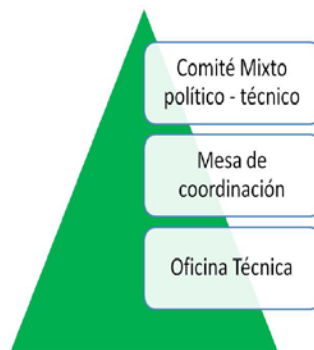 Comité Mixto
político - técnico
Mesa de
coordinación
Oficina Técnica